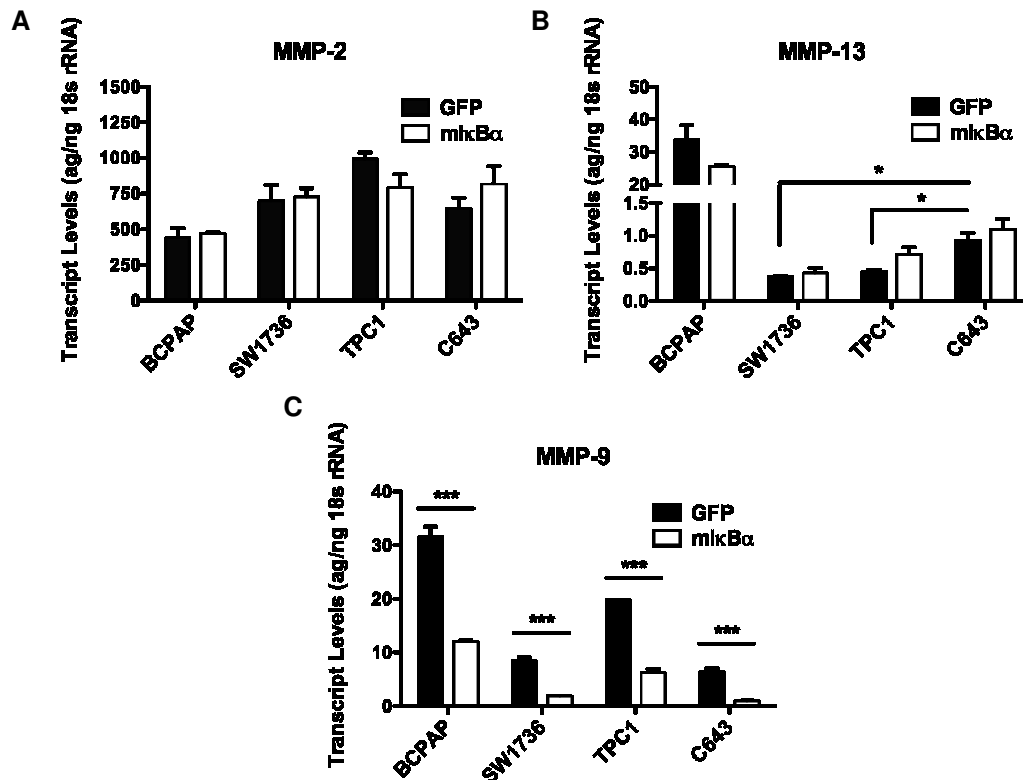 A
MMP-2
Transcript Levels (ag/ng 18s rRNA)
1500
1250
1000
750
500
250
0
GFP
mIκBα
BCPAP
SW1736
TPC1
C643
B
MMP-13
Transcript Levels (ag/ng 18s rRNA)
50
40
30
20
1.5
1.0
0.5
0.0
GFP
mIκBα
*
*
BCPAP
SW1736
TPC1
C643
C
MMP-9
Transcript Levels (ag/ng 18s rRNA)
40
30
20
10
0
GFP
mIκBα
***
***
***
***
BCPAP
SW1736
TPC1
C643